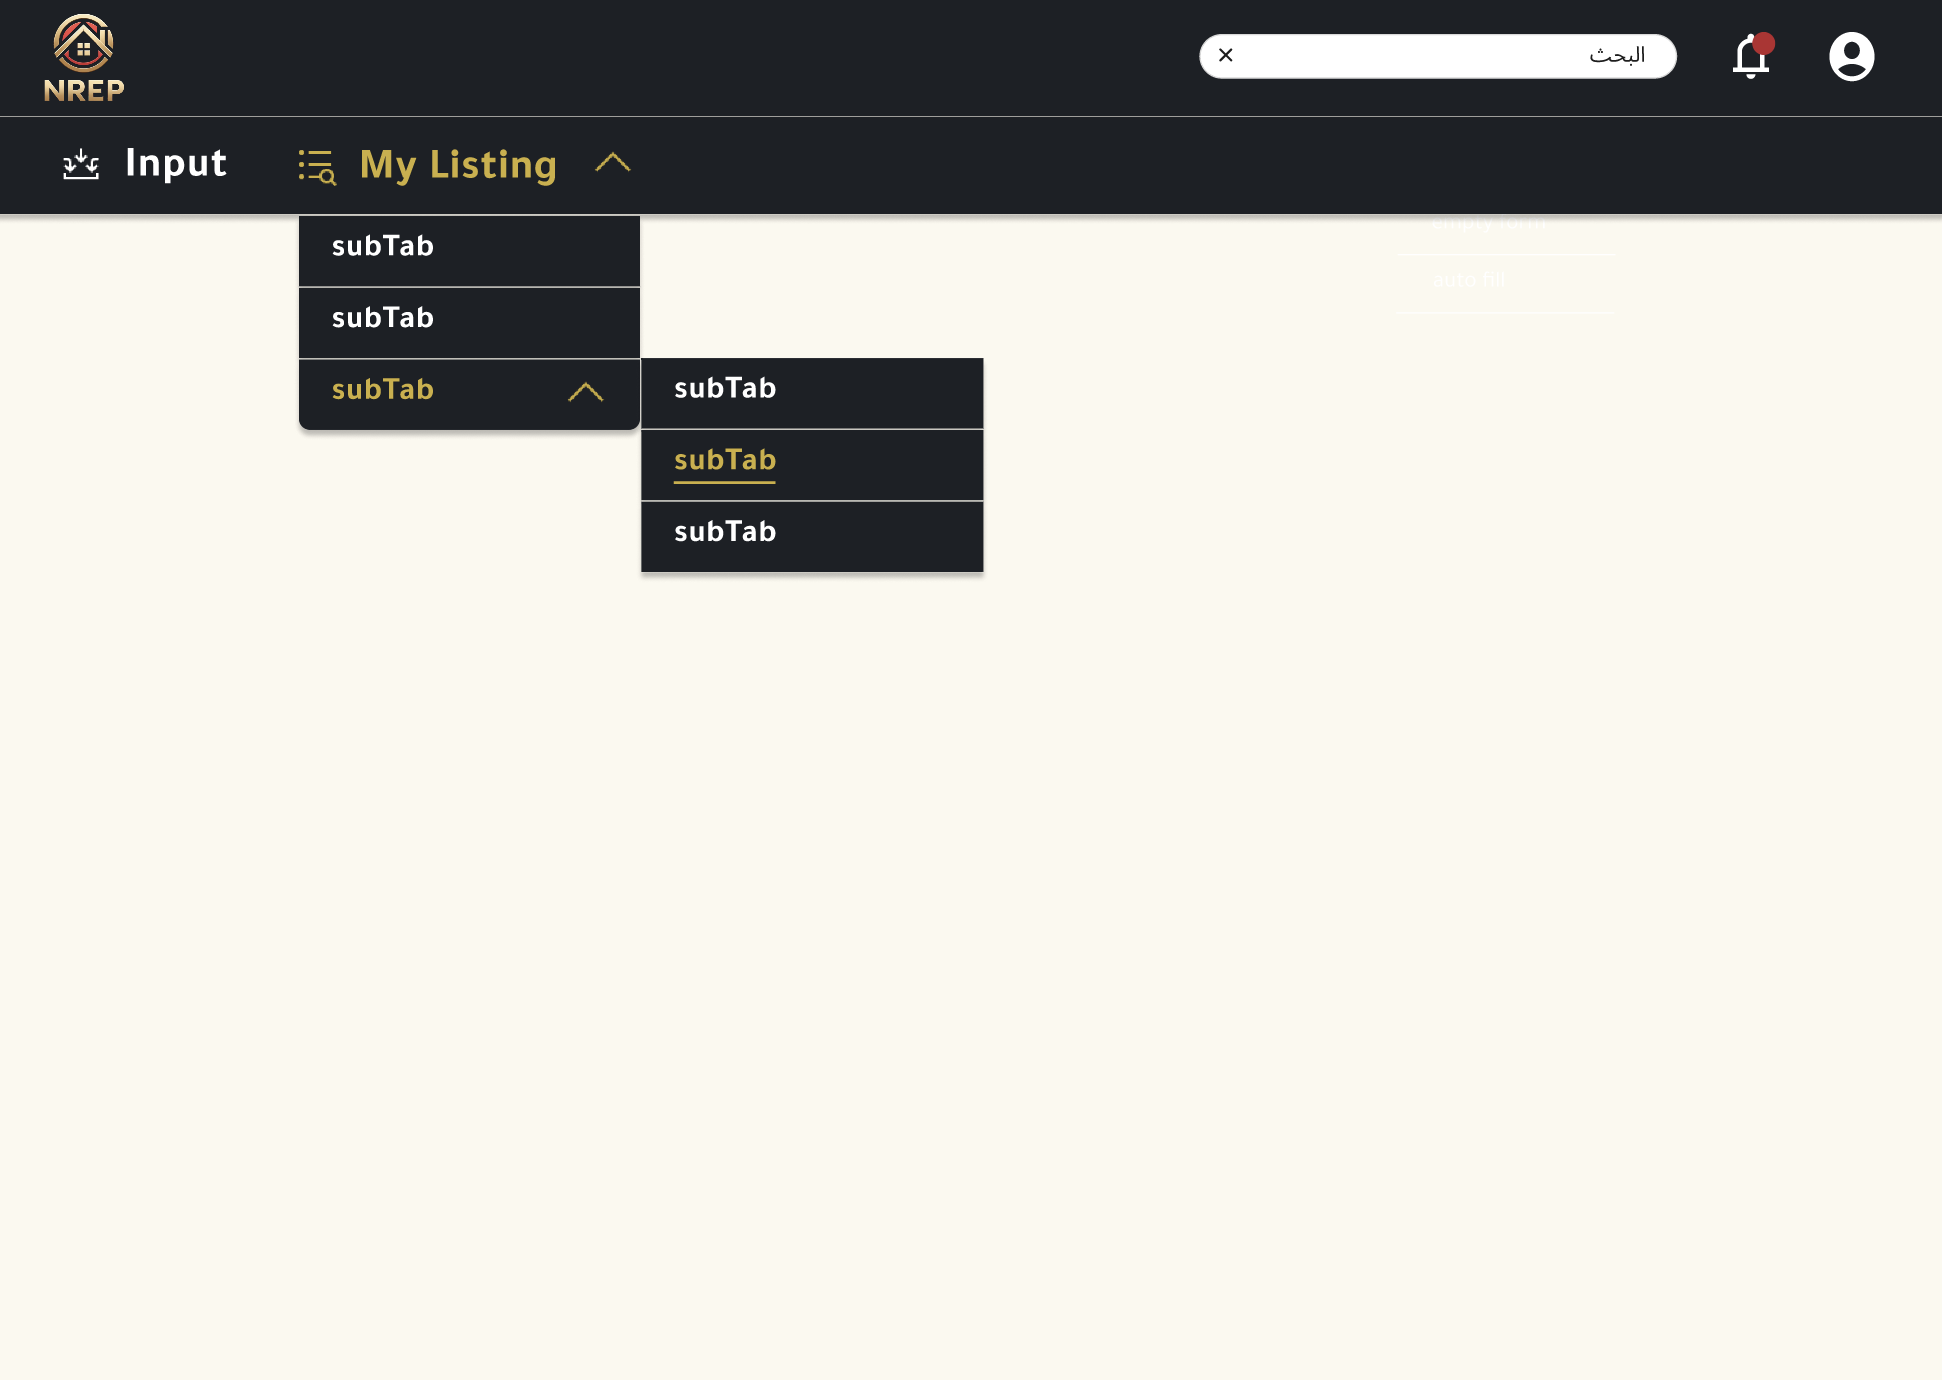 NREP
البحث
Input
My Listing
subTab
subTab
subTab
subTab
subTab
subTab
empty form
auto fill